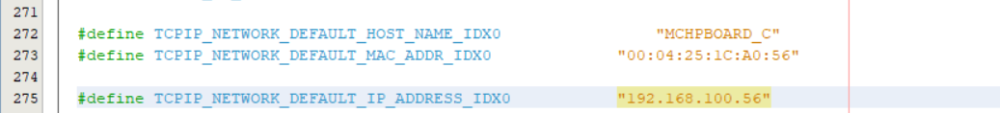 271
272 #define TCPIP_NETWORK_DEFAULT_HOST_NAME_IDX0 "MCHPBOARD_C"
273 #define TCPIP_NETWORK_DEFAULT_MAC_ADDR_IDX0 "00:04:25:1C:A0:56"
274
275 #define TCPIP_NETWORK_DEFAULT_IP_ADDRESS_IDX0 "192.168.100.56"